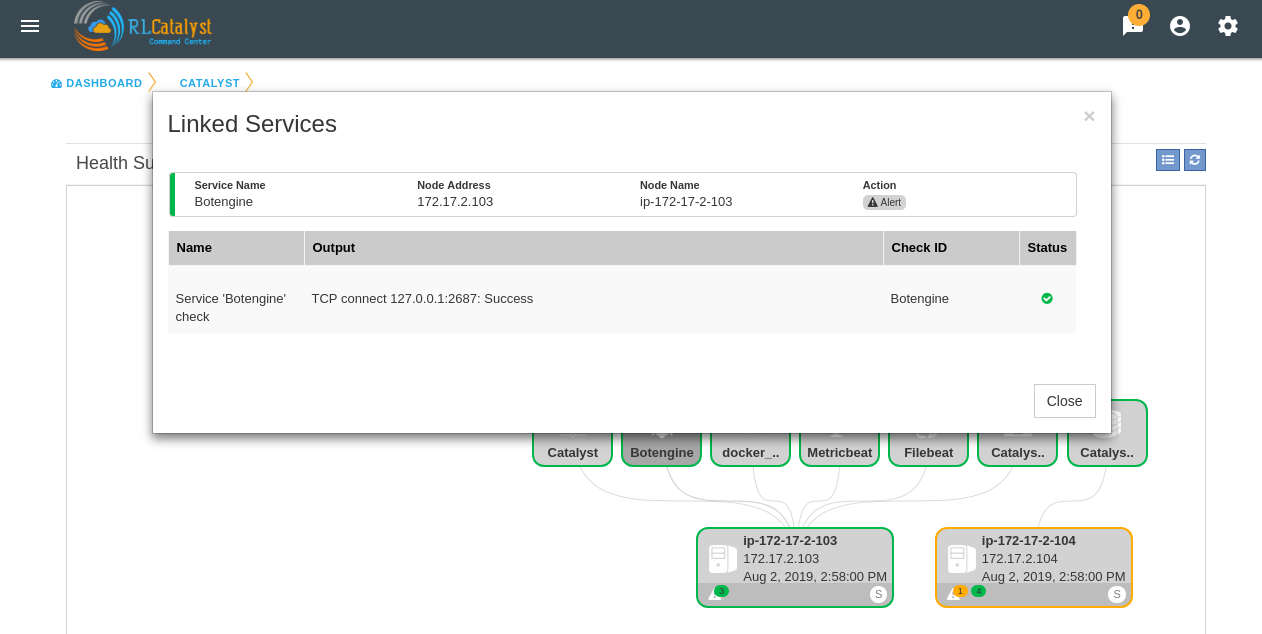 RLCatalyst
Command Center
0
DASHBOARD
CATALYST
Linked Services
×
Health Su
Service Name
Node Address
Node Name
Action
Botengine
172.17.2.103
ip-172-17-2-103
Alert
Name
Output
Check ID
Status
Service 'Botengine'
check
TCP connect 127.0.0.1:2687: Success
Botengine
Close
Catalyst
Botengine
docker_..
Metricbeat
Filebeat
Catalys..
Catalys..
ip-172-17-2-103
172.17.2.103
Aug 2, 2019, 2:58:00 PM
3
S
ip-172-17-2-104
172.17.2.104
Aug 2, 2019, 2:58:00 PM
1
4
S